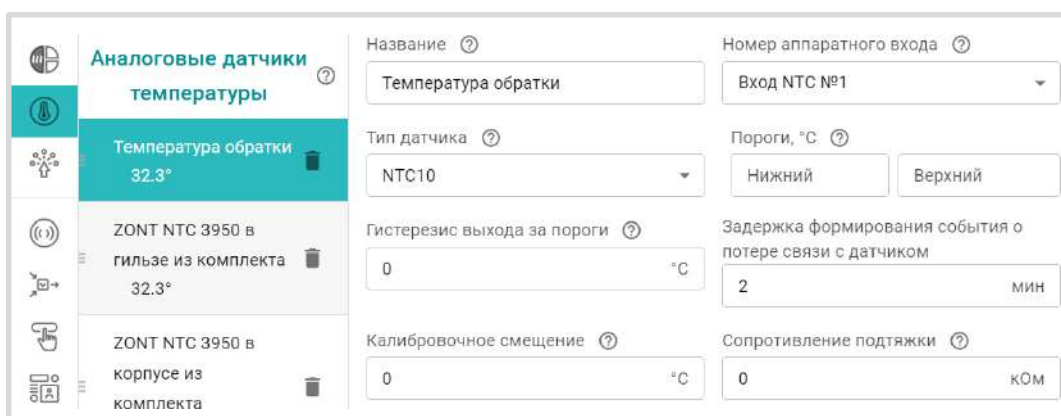 Аналоговые датчики
температуры
Температура обратки
32.3°
ZONT NTC 3950 в
гильзе из комплекта
32.3°
ZONT NTC 3950 в
корпусе из
комплекта
Название
Температура обратки
Номер аппаратного входа
Вход NTC №1
Тип датчика
NTC10
Пороги, °C
Нижний
Верхний
Гистерезис выхода за пороги
0 °C
Задержка формирования события о
потере связи с датчиком
2 мин
Калибровочное смещение
0 °C
Сопротивление подтяжки
0 кОм